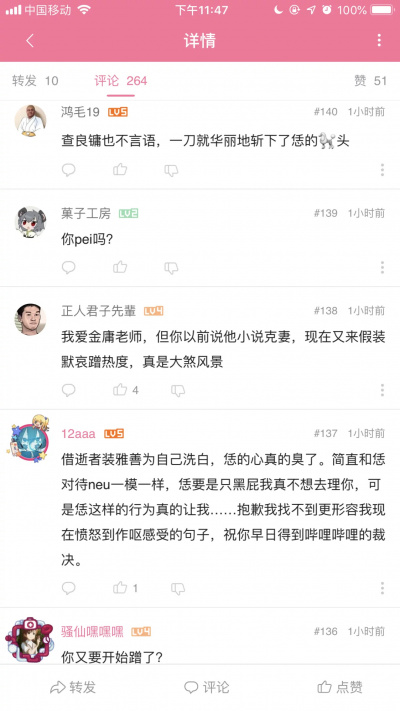 中国移动 下午11:47 100%
详情
转发 10 评论 264 赞 51
鸿毛19 LV5 #140 1小时前
查良镛也不言语，一刀就华丽地斩下了恁的🐩头
菓子工房 LV2 #139 1小时前
你pei吗?
正人君子先輩 LV4 #138 1小时前
我爱金庸老师，但你以前说他小说克妻，现在又来假装
默哀蹭热度，真是大煞风景
4
12aaa LV5 #137 1小时前
借逝者装雅善为自己洗白，恁的心真的臭了。简直和恁
对待neu一模一样，恁要是只黑屁我真不想去理你，可
是恁这样的行为真的让我……抱歉我找不到更形容我现
在愤怒到作呕感受的句子，祝你早日得到哔哩哔哩的裁
决。
1
骚仙嘿嘿嘿 LV4 #136 1小时前
你又要开始蹭了?
转发 评论 点赞